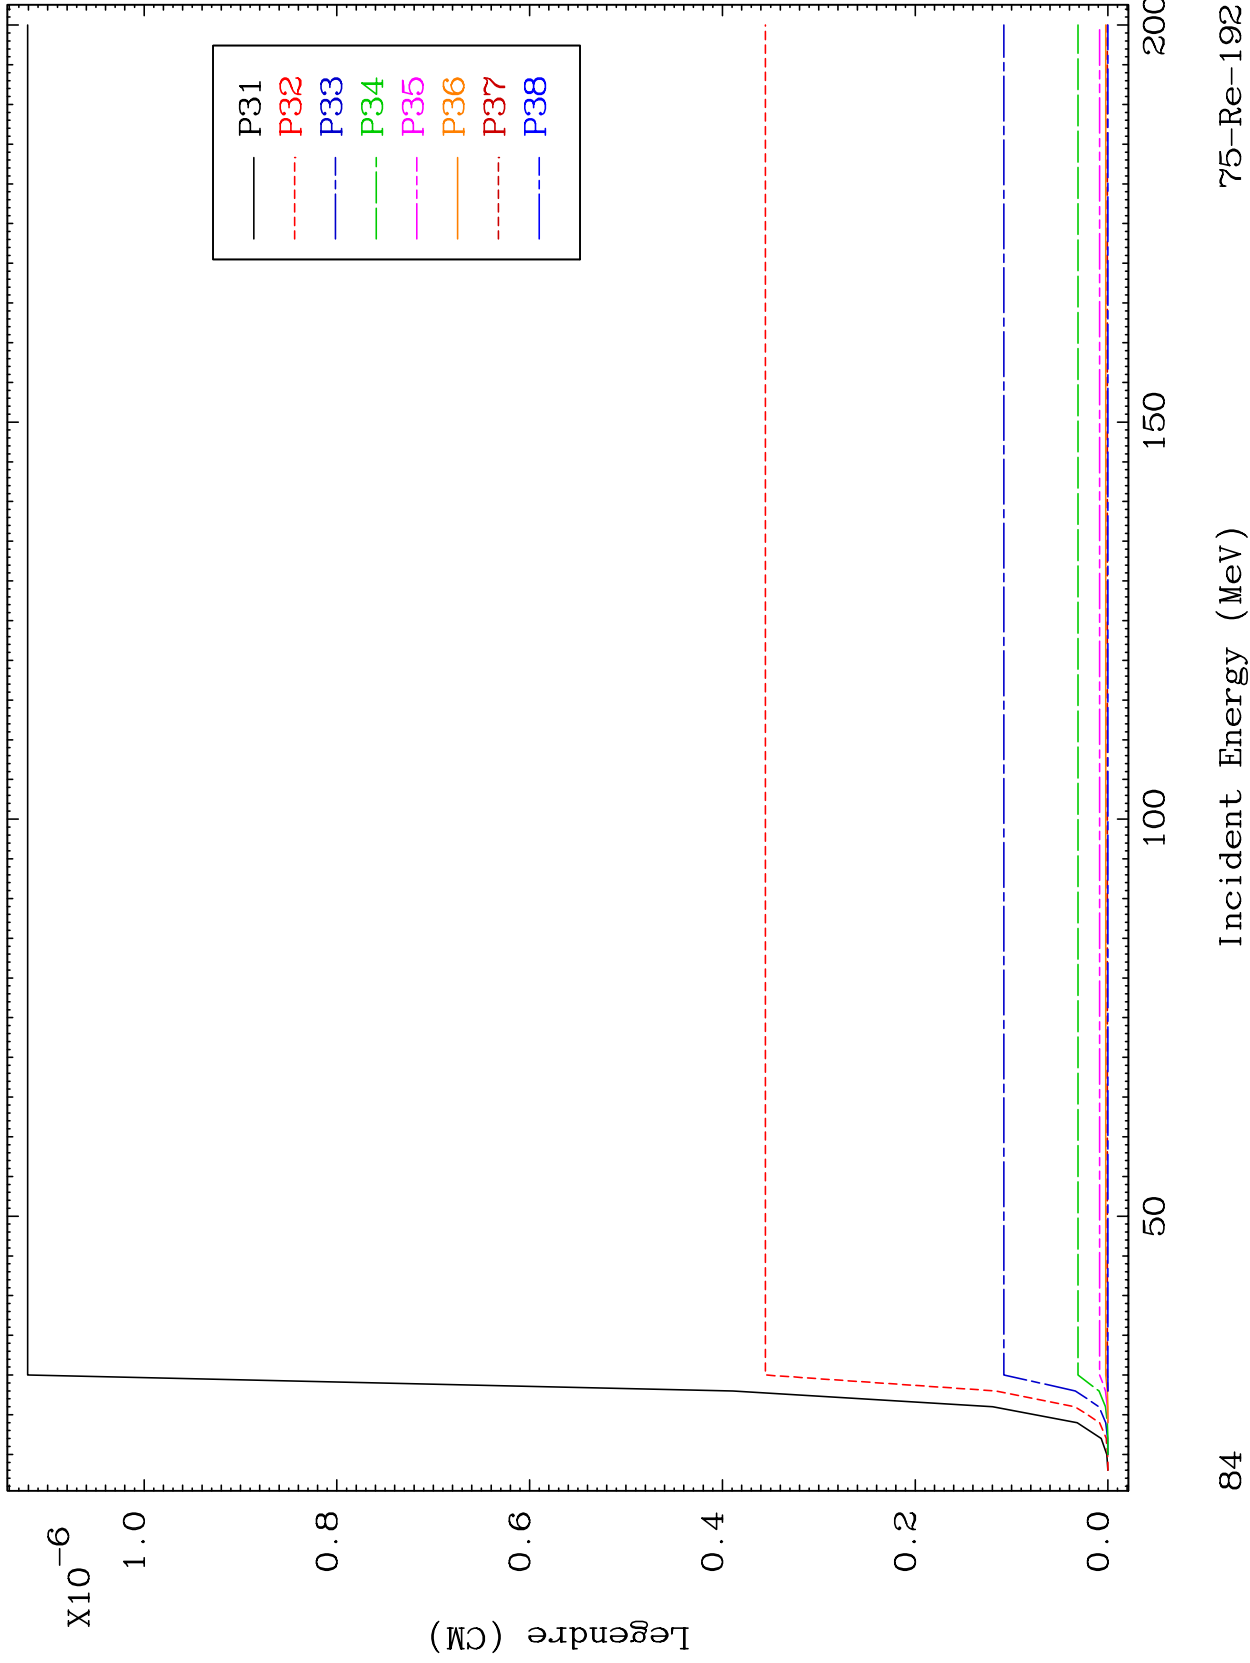 X10-6
1.0
0.8
0.6
0.4
0.2
0.0
Legendre (CM)
P31
P32
P33
P34
P35
P36
P37
P38
50
100
150
200
Incident Energy (MeV)
84
75-Re-192